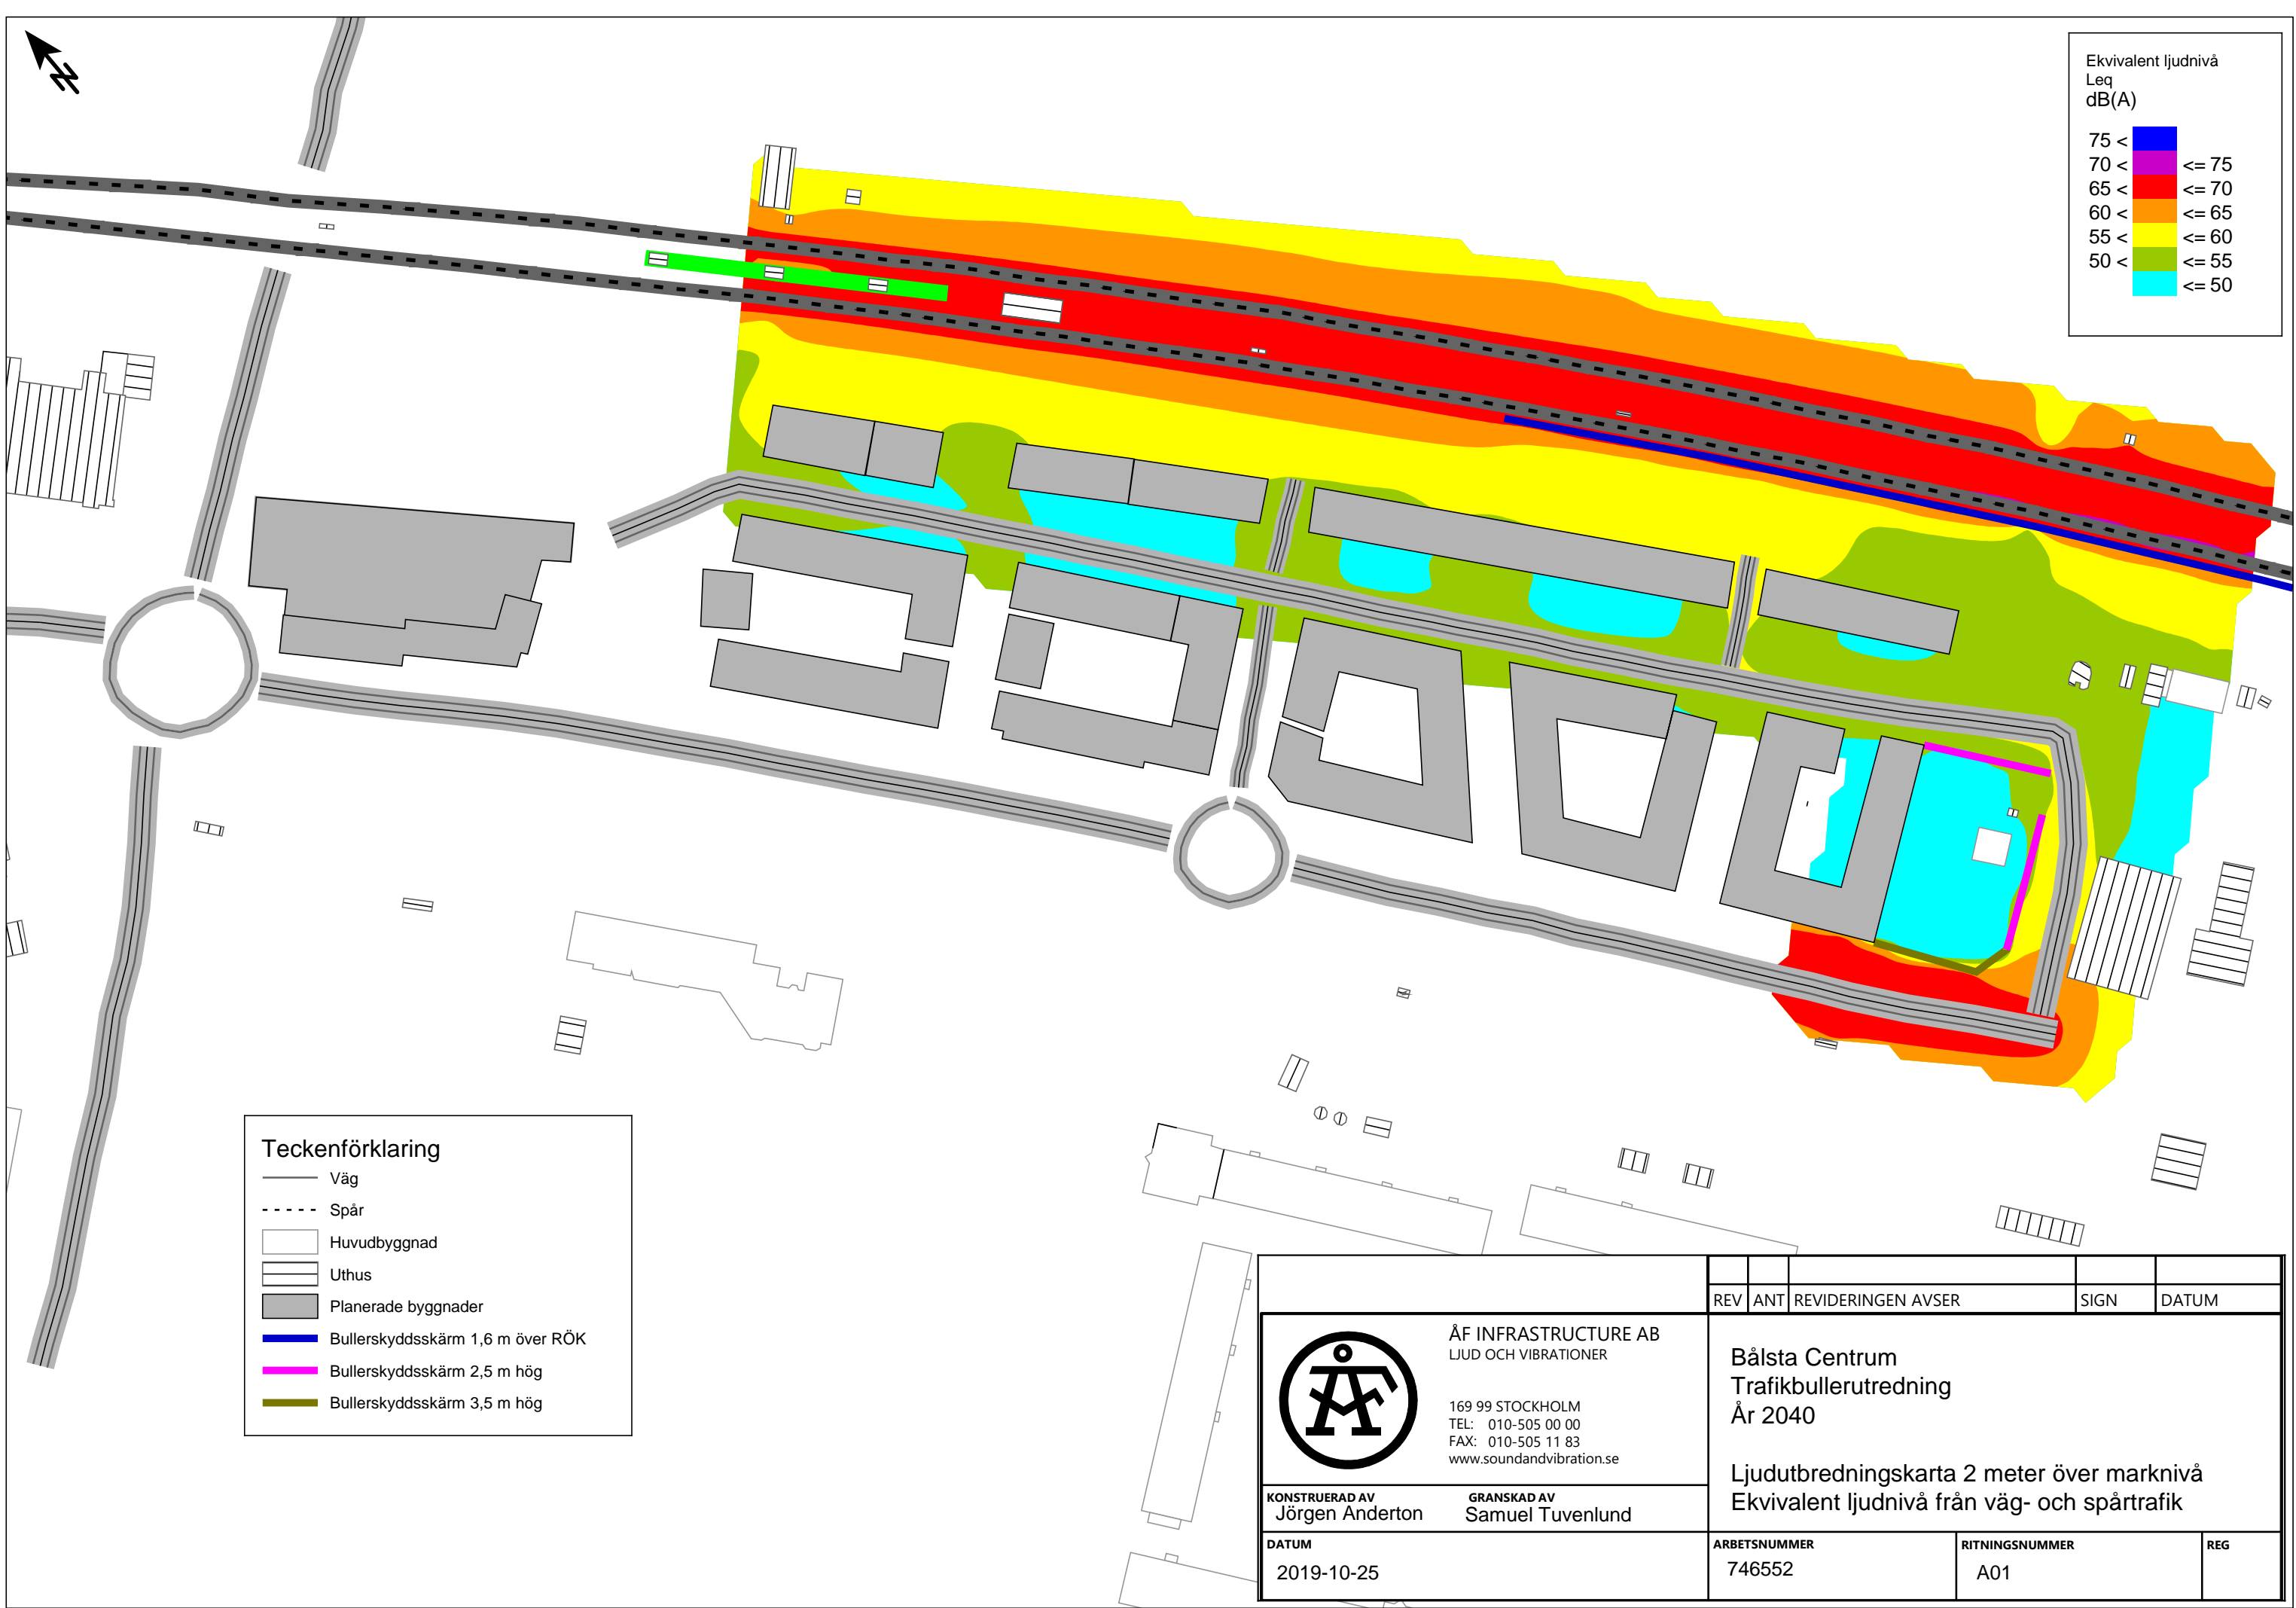 N
Ekvivalent ljudnivå
Leq
dB(A)
75 <
70 < <= 75
65 < <= 70
60 < <= 65
55 < <= 60
50 < <= 55
<= 50
Teckenförklaring
Väg
Spår
Huvudbyggnad
Uthus
Planerade byggnader
Bullerskyddsskärm 1,6 m över RÖK
Bullerskyddsskärm 2,5 m hög
Bullerskyddsskärm 3,5 m hög
REV ANT REVIDERINGEN AVSER SIGN DATUM
ÅF
ÅF INFRASTRUCTURE AB
LJUD OCH VIBRATIONER
169 99 STOCKHOLM
TEL: 010-505 00 00
FAX: 010-505 11 83
www.soundandvibration.se
Bålsta Centrum
Trafikbullerutredning
År 2040
Ljudutbredningskarta 2 meter över marknivå
Ekvivalent ljudnivå från väg- och spårtrafik
KONSTRUERAD AV GRANSKAD AV
Jörgen Anderton Samuel Tuvenlund
DATUM
2019-10-25
ARBETSNUMMER
746552
RITNINGSNUMMER
A01
REG